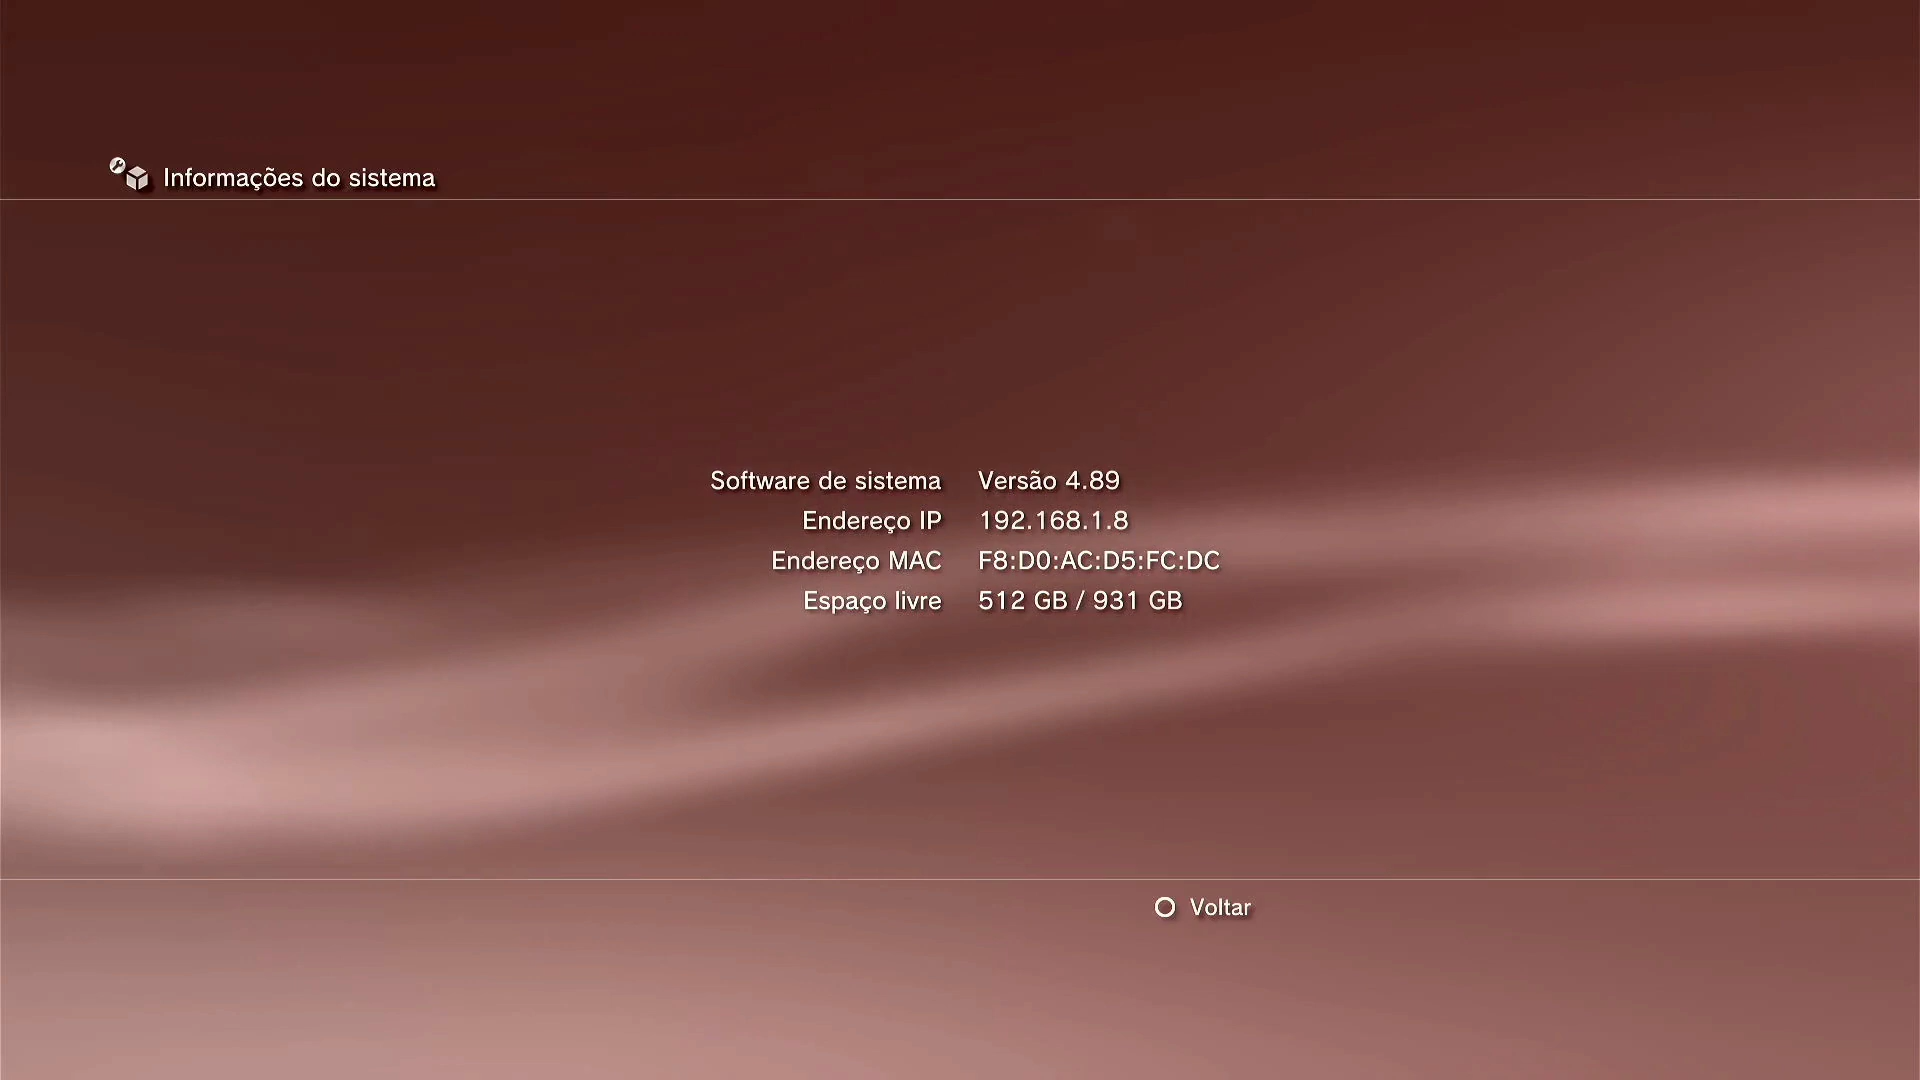 Informações do sistema
Software de sistema Versão 4.89
Endereço IP 192.168.1.8
Endereço MAC F8:D0:AC:D5:FC:DC
Espaço livre 512 GB / 931 GB
Voltar